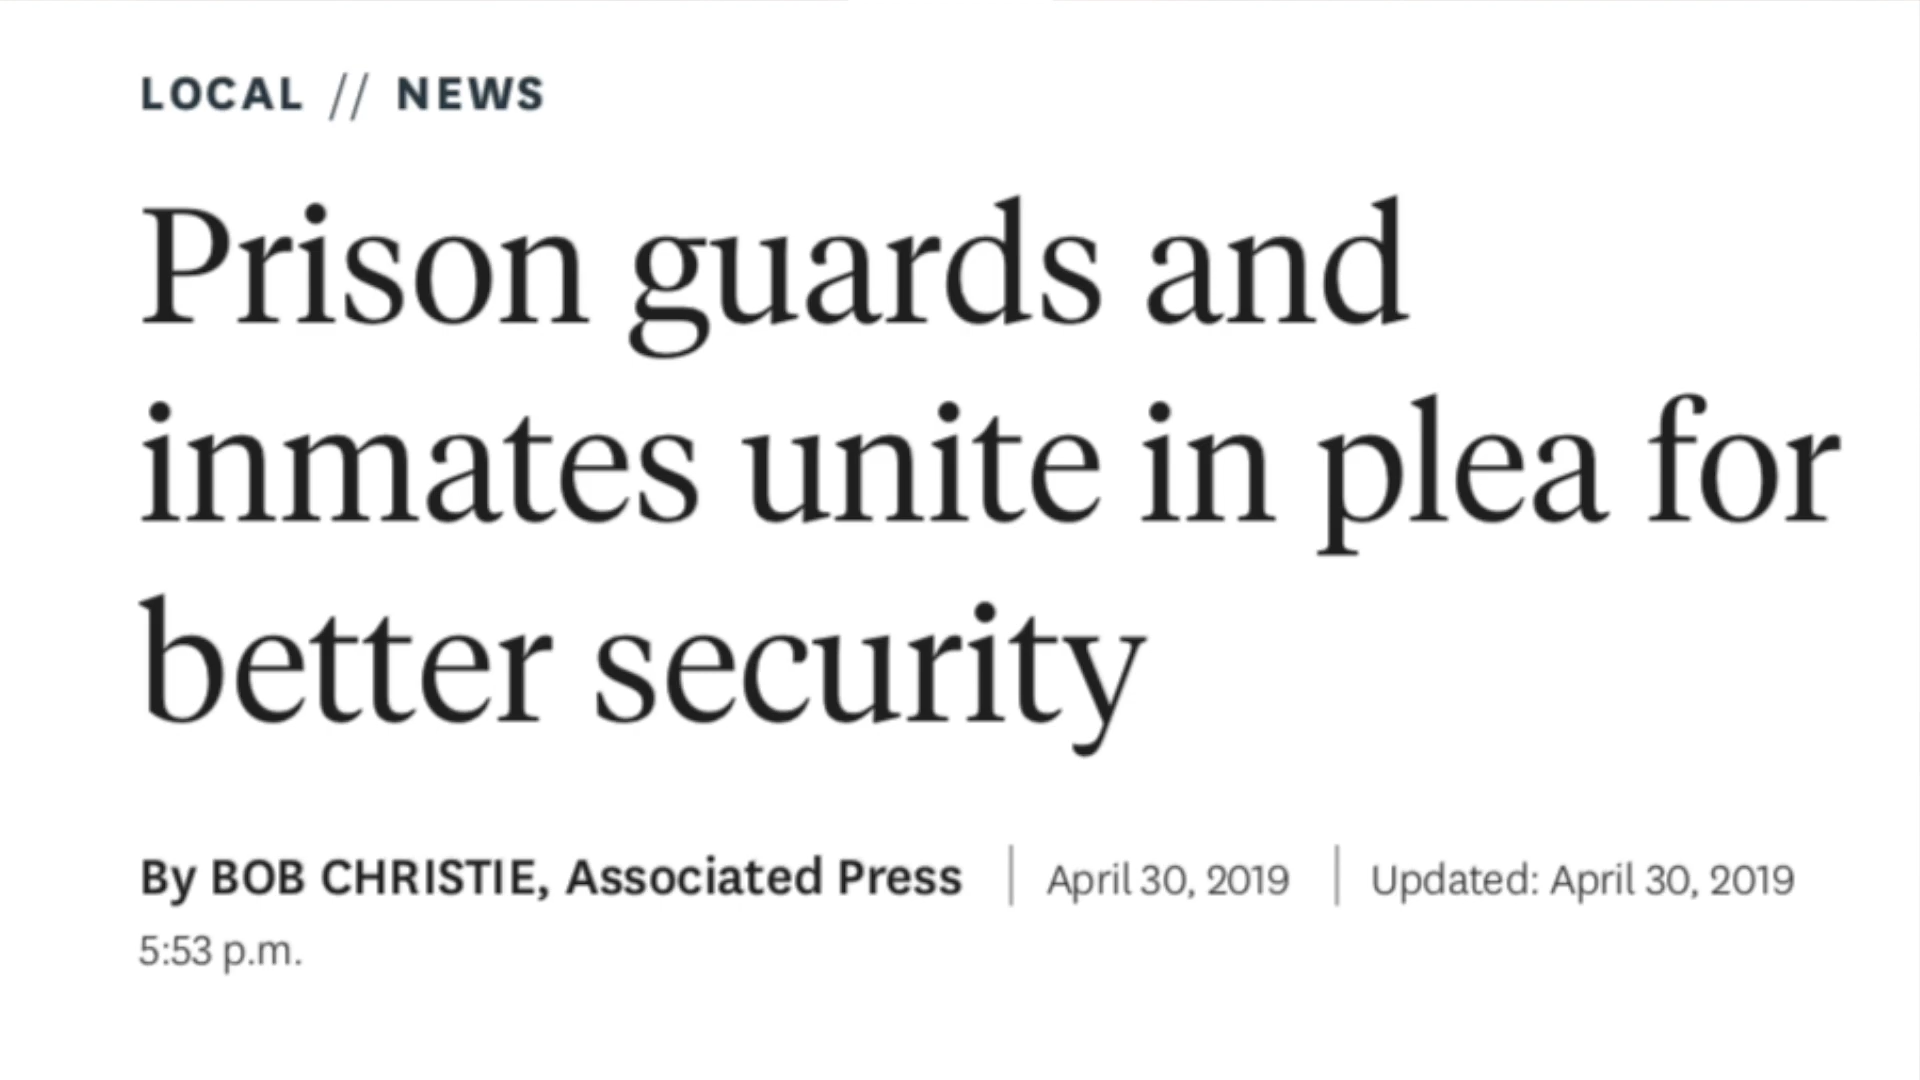 LOCAL // NEWS
Prison guards and
inmates unite in plea for
better security
By BOB CHRISTIE, Associated Press | April 30, 2019 | Updated: April 30, 2019
5:53 p.m.